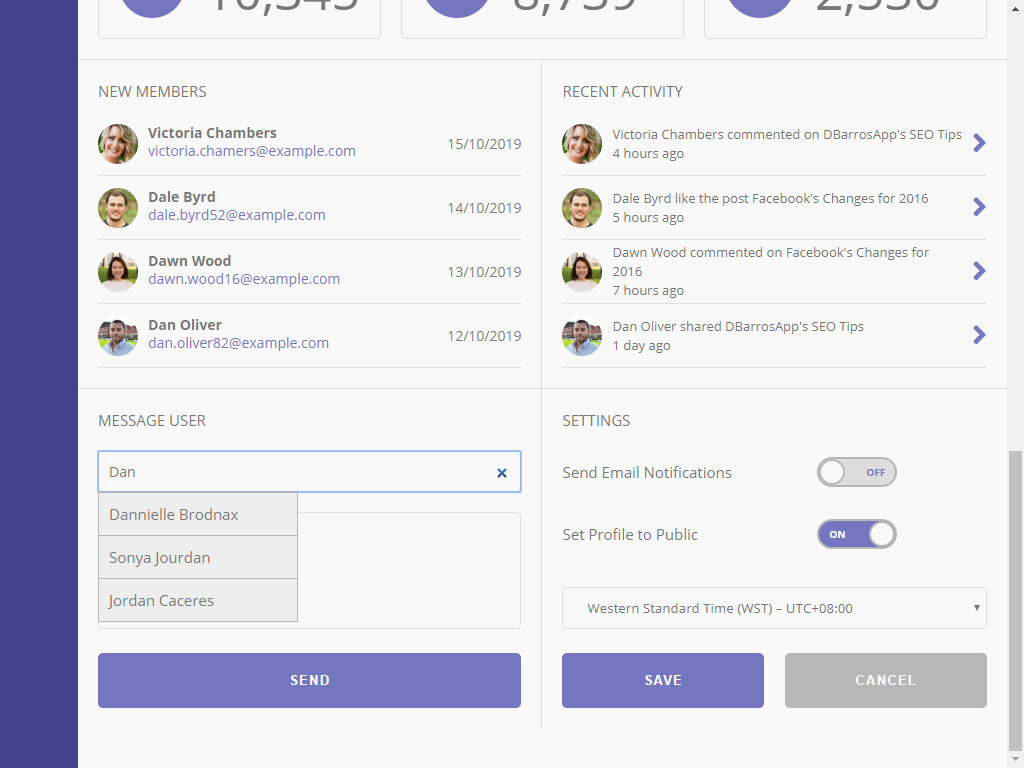 NEW MEMBERS
Victoria Chambers
victoria.chamers@example.com
15/10/2019
Dale Byrd
dale.byrd52@example.com
14/10/2019
Dawn Wood
dawn.wood16@example.com
13/10/2019
Dan Oliver
dan.oliver82@example.com
12/10/2019
RECENT ACTIVITY
Victoria Chambers commented on DBarrosApp's SEO Tips
4 hours ago
Dale Byrd like the post Facebook's Changes for 2016
5 hours ago
Dawn Wood commented on Facebook's Changes for
2016
7 hours ago
Dan Oliver shared DBarrosApp's SEO Tips
1 day ago
MESSAGE USER
Dan
Dannielle Brodnax
Sonya Jourdan
Jordan Caceres
SEND
SETTINGS
Send Email Notifications
OFF
Set Profile to Public
ON
Western Standard Time (WST) – UTC+08:00
SAVE
CANCEL